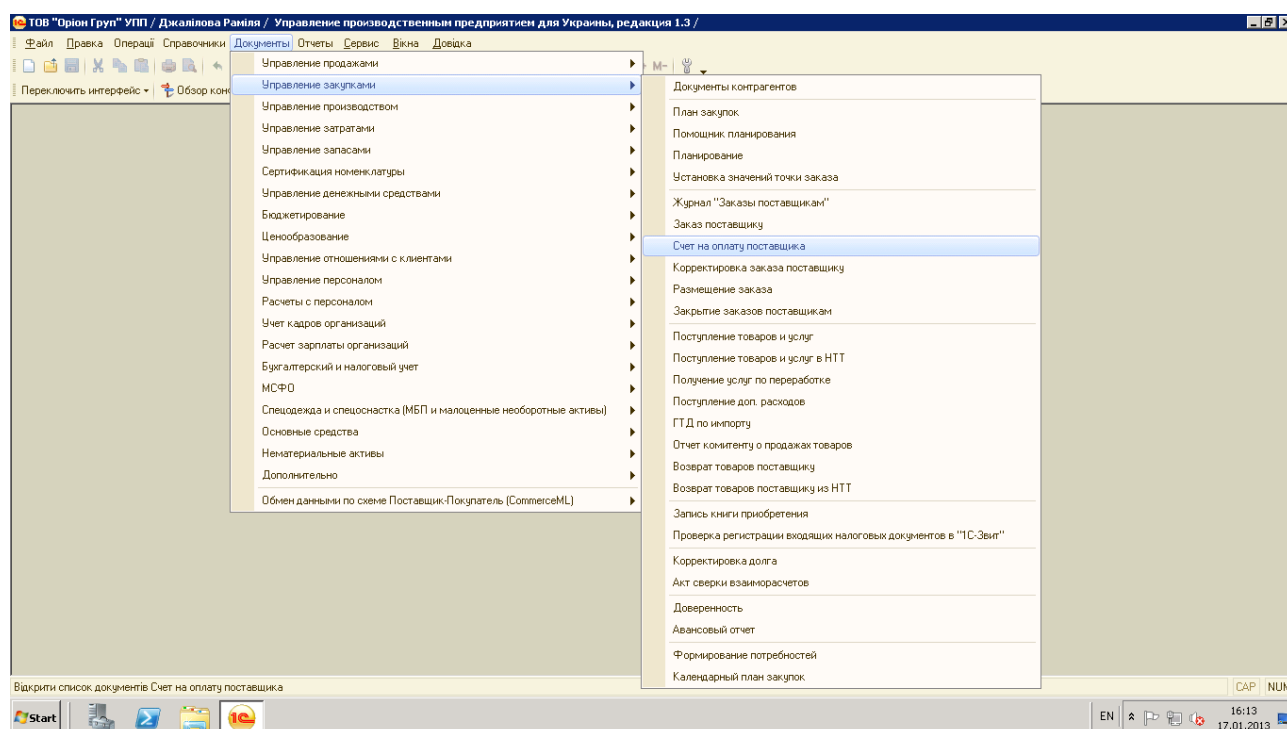 ТОВ "Оріон Груп" УПП / Джалілова Раміля / Управление производственным предприятием для Украины, редакция 1.3 /
Файл Правка Операції Справочники Документы Отчеты Сервис Вікна Довідка
M-
Переключить интерфейс Обзор кон
Управление продажами
Управление закупками
Управление производством
Управление затратами
Управление запасами
Сертификация номенклатуры
Управление денежными средствами
Бюджетирование
Ценообразование
Управление отношениями с клиентами
Управление персоналом
Расчеты с персоналом
Учет кадров организаций
Расчет зарплаты организаций
Бухгалтерский и налоговый учет
МСФО
Спецодежда и спецоснастка (МБП и малоценные необоротные активы)
Основные средства
Нематериальные активы
Дополнительно
Обмен данными по схеме Поставщик-Покупатель (CommerceML)
Документы контрагентов
План закупок
Помощник планирования
Планирование
Установка значений точки заказа
Журнал "Заказы поставщикам"
Заказ поставщику
Счет на оплату поставщика
Корректировка заказа поставщику
Размещение заказа
Закрытие заказов поставщикам
Поступление товаров и услуг
Поступление товаров и услуг в НТТ
Получение услуг по переработке
Поступление доп. расходов
ГТД по импорту
Отчет комитенту о продажах товаров
Возврат товаров поставщику
Возврат товаров поставщику из НТТ
Запись книги приобретения
Проверка регистрации входящих налоговых документов в "1С-Звит"
Корректировка долга
Акт сверки взаиморасчетов
Доверенность
Авансовый отчет
Формирование потребностей
Календарный план закупок
Відкрити список документів Счет на оплату поставщика
CAP NUM
Start
EN
16:13
17.01.2013